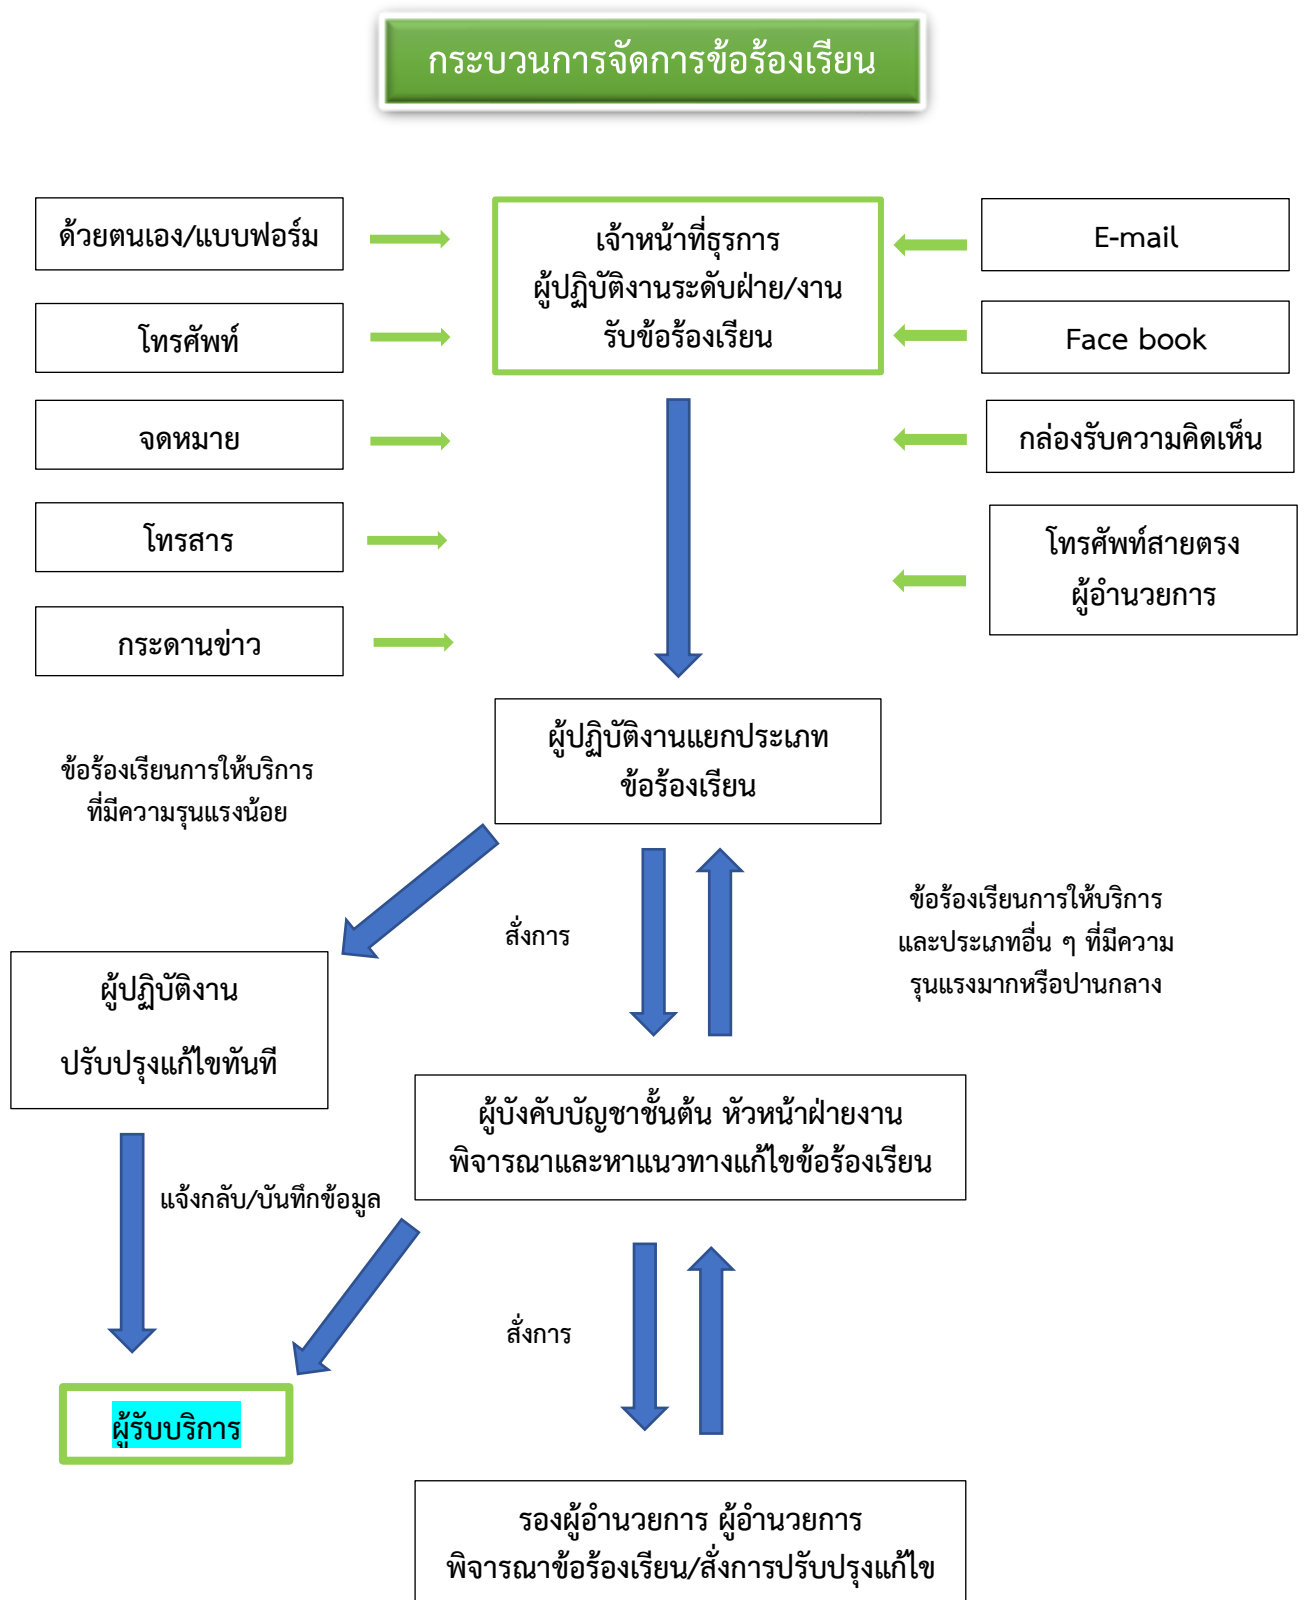 กระบวนการจัดการข้อร้องเรียน
ด้วยตนเอง/แบบฟอร์ม
โทรศัพท์
จดหมาย
โทรสาร
กระดานข่าว
เจ้าหน้าที่ธุรการ
ผู้ปฏิบัติงานระดับฝ่าย/งาน
รับข้อร้องเรียน
E-mail
Face book
กล่องรับความคิดเห็น
โทรศัพท์สายตรง
ผู้อำนวยการ
ผู้ปฏิบัติงานแยกประเภท
ข้อร้องเรียน
ข้อร้องเรียนการให้บริการ
ที่มีความรุนแรงน้อย
สั่งการ
ข้อร้องเรียนการให้บริการ
และประเภทอื่น ๆ ที่มีความ
รุนแรงมากหรือปานกลาง
ผู้ปฏิบัติงาน
ปรับปรุงแก้ไขทันที
ผู้บังคับบัญชาชั้นต้น หัวหน้าฝ่ายงาน
พิจารณาและหาแนวทางแก้ไขข้อร้องเรียน
แจ้งกลับ/บันทึกข้อมูล
สั่งการ
ผู้รับบริการ
รองผู้อำนวยการ ผู้อำนวยการ
พิจารณาข้อร้องเรียน/สั่งการปรับปรุงแก้ไข